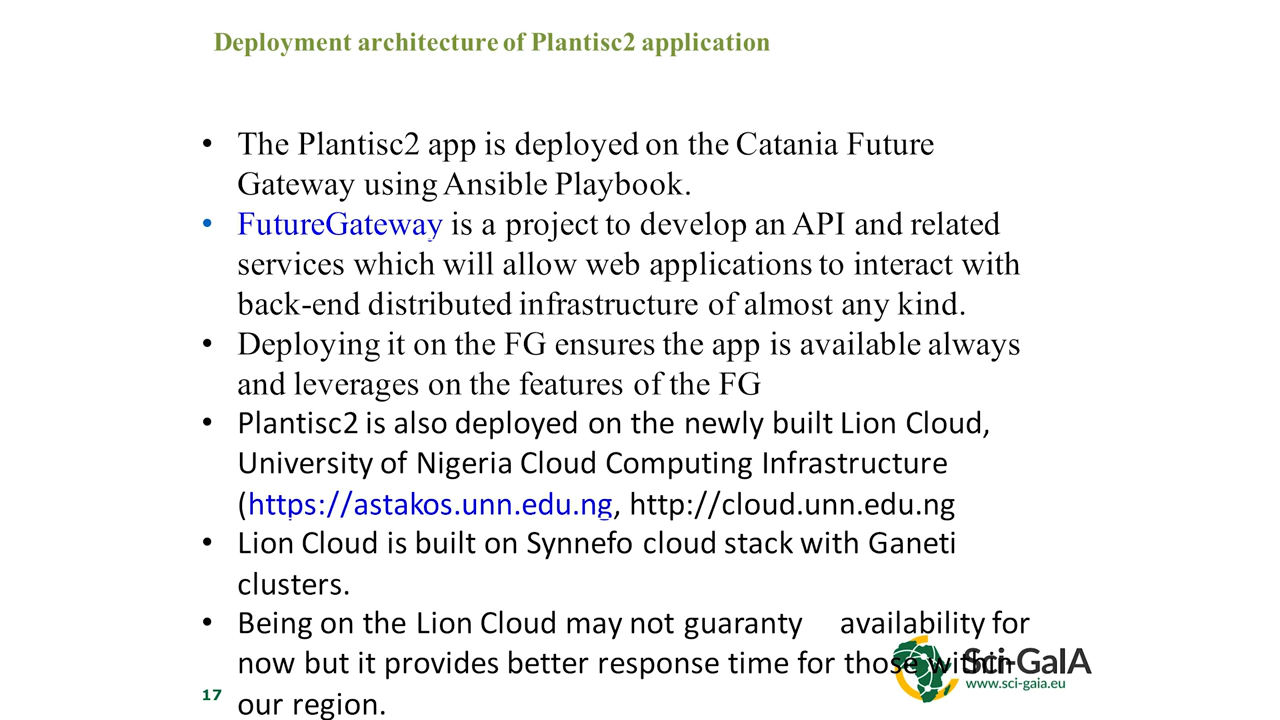 Deployment architecture of Plantisc2 application
• The Plantisc2 app is deployed on the Catania Future
Gateway using Ansible Playbook.
• FutureGateway is a project to develop an API and related
services which will allow web applications to interact with
back-end distributed infrastructure of almost any kind.
• Deploying it on the FG ensures the app is available always
and leverages on the features of the FG
• Plantisc2 is also deployed on the newly built Lion Cloud,
University of Nigeria Cloud Computing Infrastructure
(https://astakos.unn.edu.ng, http://cloud.unn.edu.ng
• Lion Cloud is built on Synnefo cloud stack with Ganeti
clusters.
• Being on the Lion Cloud may not guaranty availability for
now but it provides better response time for those within
our region.
Sci-GaIA
www.sci-gaia.eu
17